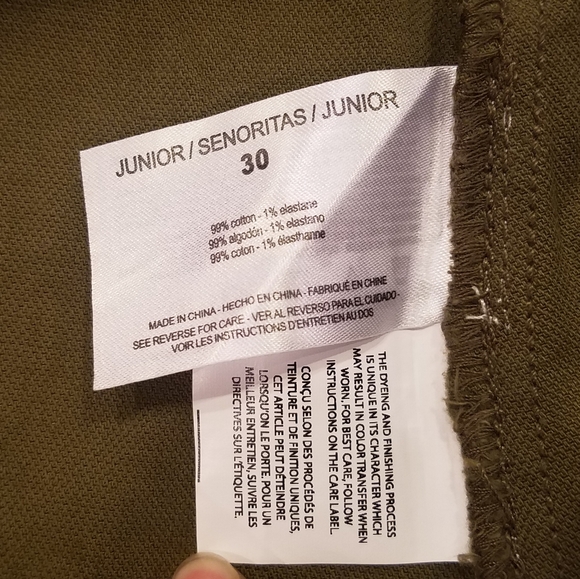 JUNIOR / SENORITAS / JUNIOR
30
99% cotton - 1% elastane
99% algodón - 1% elastano
99% coton - 1% élasthanne
MADE IN CHINA - HECHO EN CHINA - FABRIQUÉ EN CHINE
SEE REVERSE FOR CARE - VER AL REVERSO PARA EL CUIDADO -
VOIR LES INSTRUCTIONS D'ENTRETIEN AU DOS
THE DYEING AND FINISHING PROCESS
IS UNIQUE IN ITS CHARACTER WHICH
MAY RESULT IN COLOR TRANSFER WHEN
WORN. FOR BEST CARE, FOLLOW
INSTRUCTIONS ON THE CARE LABEL.
CONÇU SELON DES PROCÉDÉS DE
TEINTURE ET DE FINITION UNIQUES,
CET ARTICLE PEUT DÉTEINDRE
LORSQU'ON LE PORTE. POUR UN
MEILLEUR ENTRETIEN, SUIVRE LES
DIRECTIVES SUR L'ÉTIQUETTE.